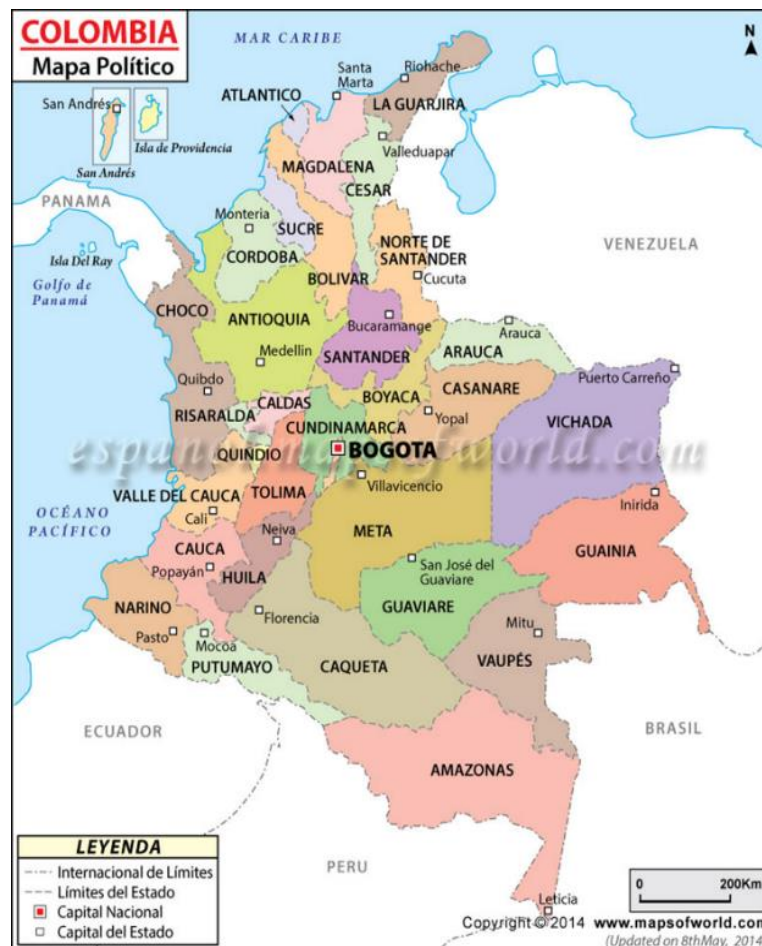 COLOMBIA
Mapa Político
MAR CARIBE
San Andrés
Isla de Providencia
San Andrés
Santa
Marta
Riohache
ATLANTICO
LA GUARJIRA
MAGDALENA
Valleduapar
CESAR
PANAMA
Monteria
SUCRE
CORDOBA
NORTE DE
SANTANDER
VENEZUELA
Isla Del Ray
Golfo de
Panamá
BOLIVAR
Cucuta
CHOCO
ANTIOQUIA
Bucaramange
Arauca
Medellin
SANTANDER
ARAUCA
Puerto Carreño
Quibdo
CALDAS
BOYACA
CASANARE
RISARALDA
Yopal
VICHADA
CUNDINAMARCA
espanol.mapsofworld.com
BOGOTA
QUINDIO
Villavicencio
VALLE DEL CAUCA
TOLIMA
Inirida
OCÉANO
PACÍFICO
Cali
Neiva
META
CAUCA
GUAINIA
Popayán
San José del
Guaviare
HUILA
NARINO
Florencia
GUAVIARE
Pasto
Mocoa
Mitu
PUTUMAYO
CAQUETA
VAUPÉS
ECUADOR
BRASIL
AMAZONAS
LEYENDA
Internacional de Límites
Límites del Estado
Capital Nacional
Capital del Estado
PERU
0 200Km
Leticia
Copyright © 2014 www.mapsofworld.com
(Updated on 8thMay, 2014
N